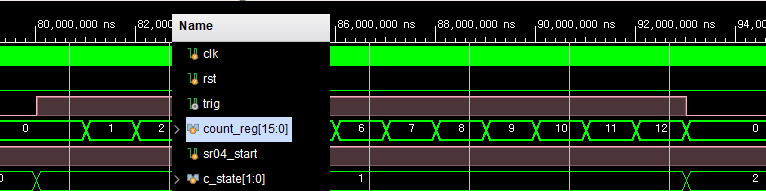 80,000,000 ns 82,0 86,000,000 ns 88,000,000 ns 90,000,000 ns 92,000,000 ns 94,
Name
clk
rst
trig
0 1 2 count_reg[15:0] 6 7 8 9 10 11 12 0
sr04_start
0 c_state[1:0] 1 2